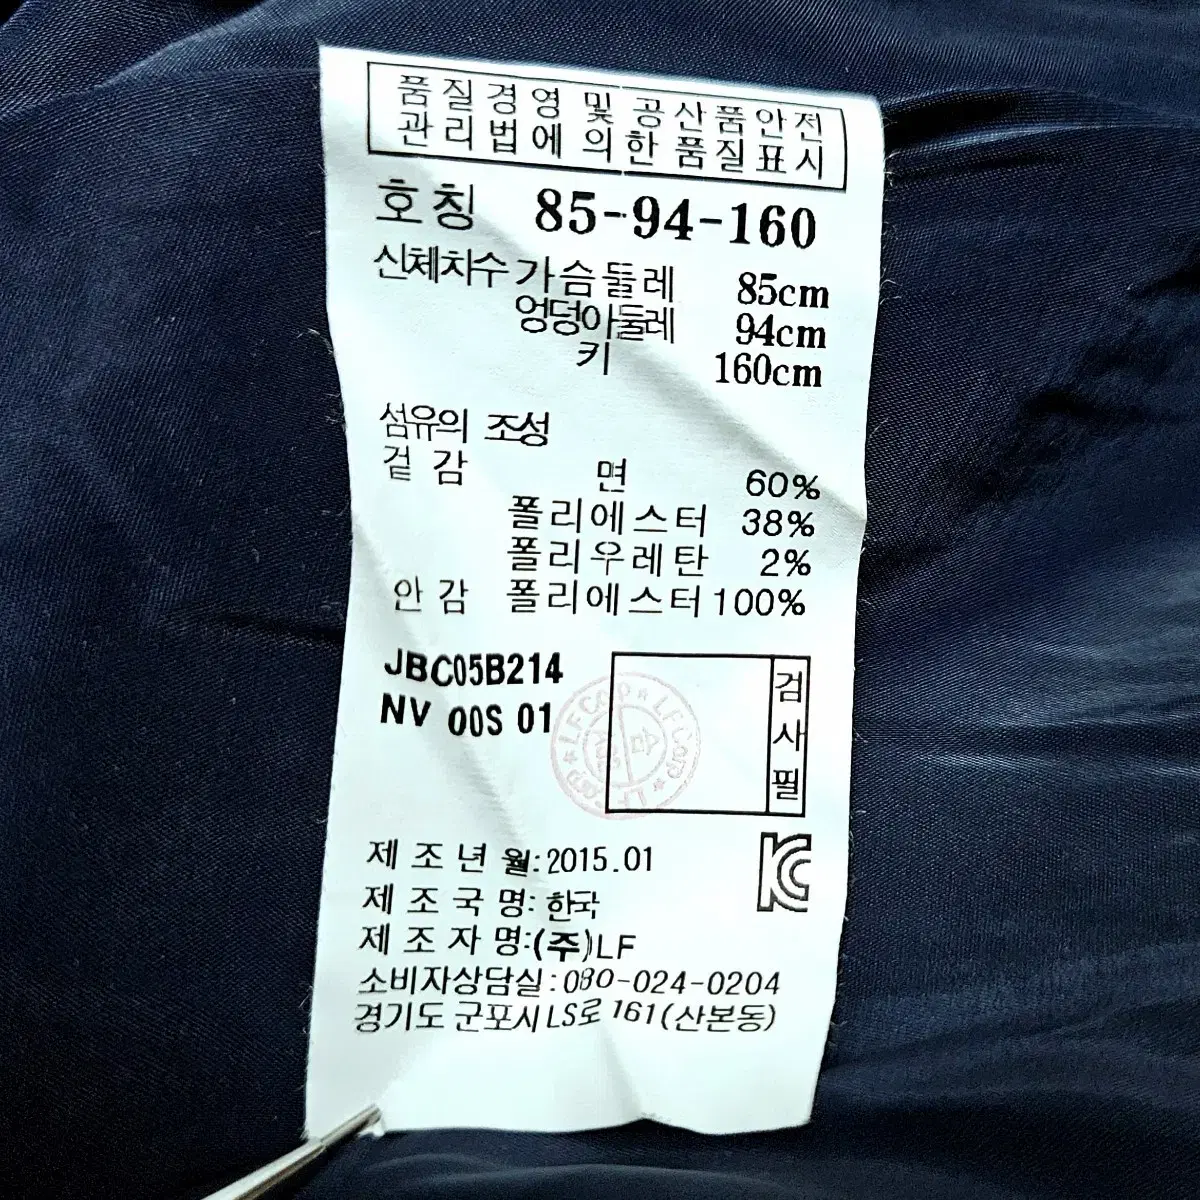 품질경영 및 공산품안전
관리법에 의한 품질표시
호칭 85-94-160
신체치수 가슴둘레 85cm
엉덩이둘레 94cm
키 160cm
섬유의 조성
겉감 면 60%
폴리에스터 38%
폴리우레탄 2%
안감 폴리에스터 100%
JBC05B214
NV 00S 01
LFCorp ★ LFCorp ★
검사필
제조년월:2015.01
제조국명:한국
제조자명:(주)LF
소비자상담실:080-024-0204
경기도 군포시 LS로 161(산본동)